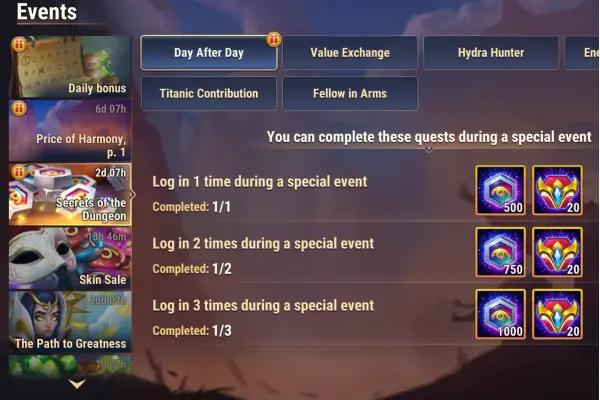 Events
Day After Day
Value Exchange
Hydra Hunter
Ene
Titanic Contribution
Fellow in Arms
Daily bonus
6d 07h
Price of Harmony,
p. 1
2d 07h
Secrets of the
Dungeon
13h 46m
Skin Sale
The Path to Greatness
You can complete these quests during a special event
Log in 1 time during a special event
Completed: 1/1
500
20
Log in 2 times during a special event
Completed: 1/2
750
20
Log in 3 times during a special event
Completed: 1/3
1000
20